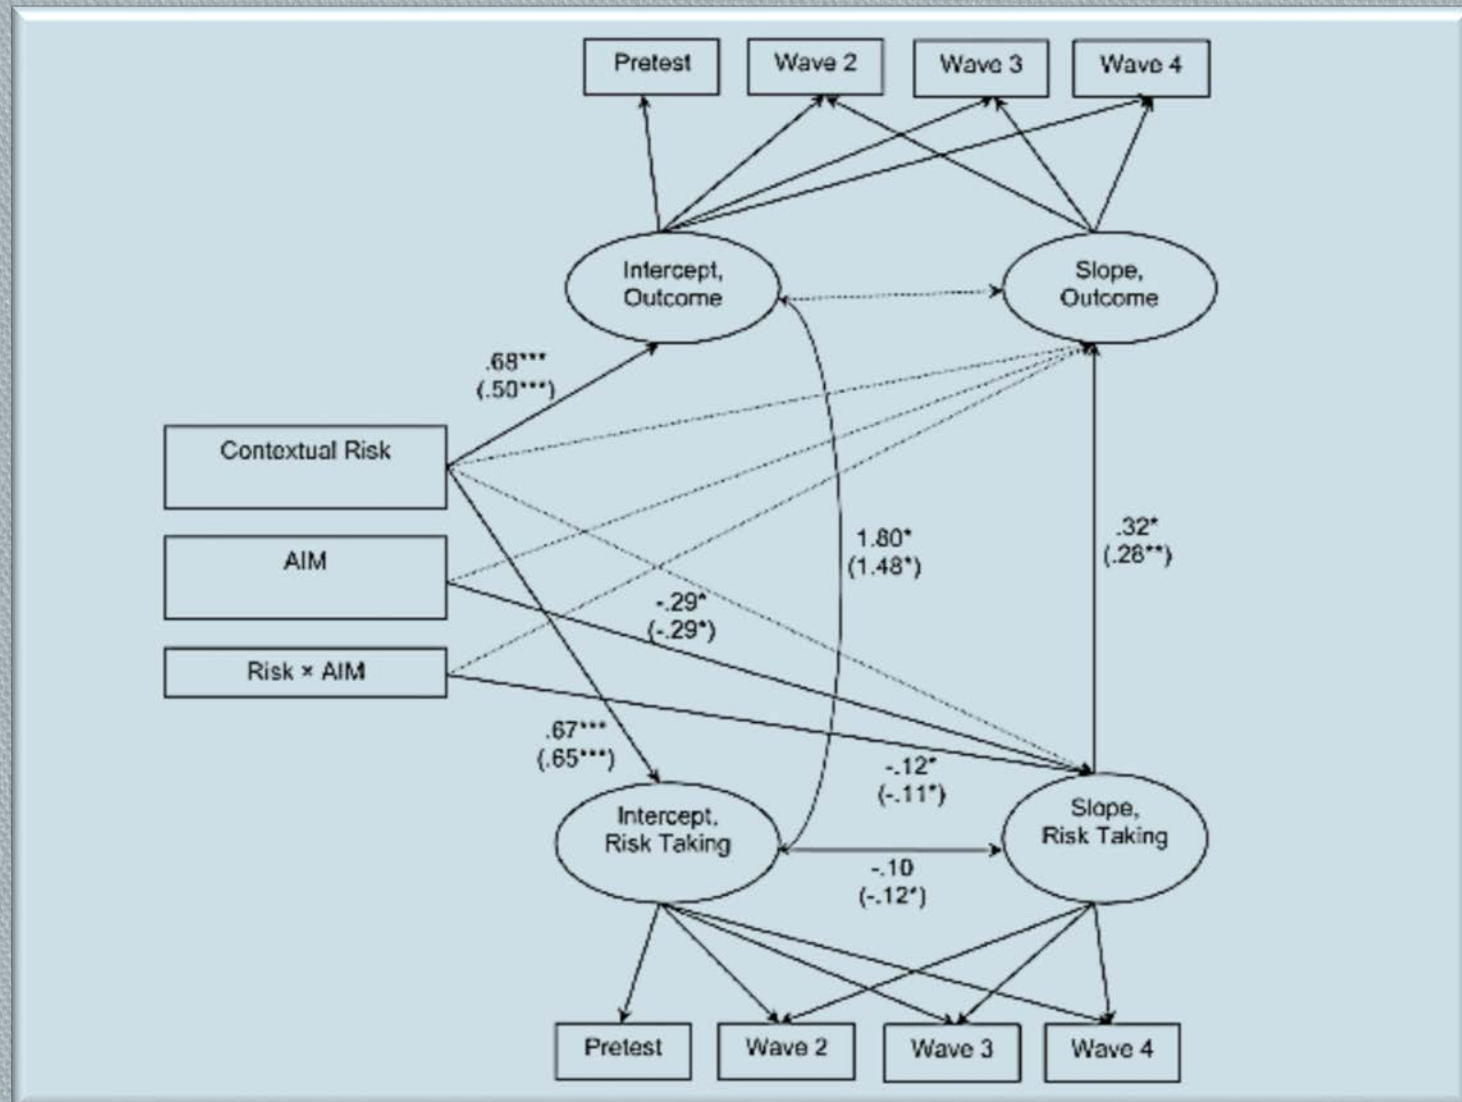 Pretest
Wave 2
Wave 3
Wave 4
Intercept,
Outcome
Slope,
Outcome
.68***
(.50***)
Contextual Risk
AIM
Risk × AIM
1.80*
(1.48*)
.32*
(.28**)
-.29*
(-.29*)
.67***
(.65***)
-.12*
(-.11*)
Intercept,
Risk Taking
Slope,
Risk Taking
-.10
(-.12*)
Pretest
Wave 2
Wave 3
Wave 4